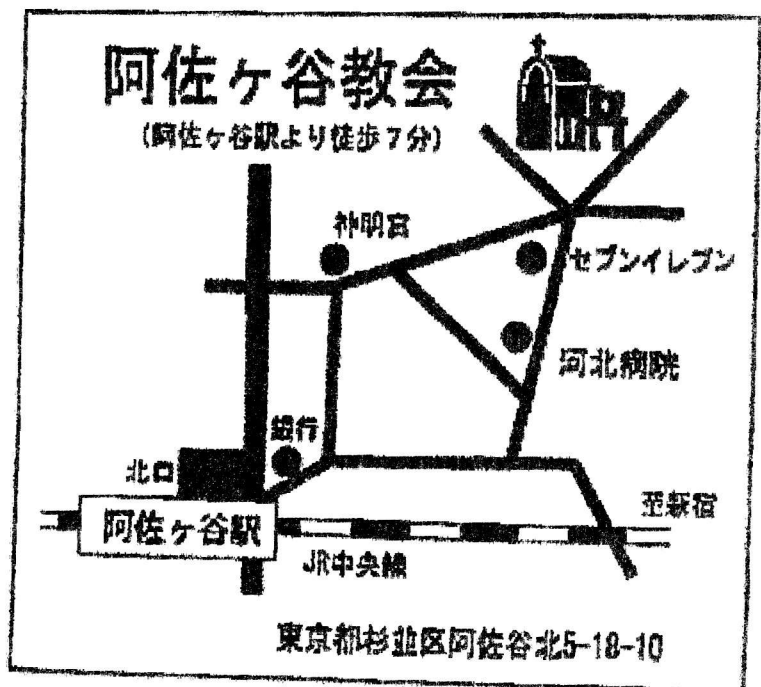 阿佐ヶ谷教会
(阿佐ヶ谷駅より徒歩7分)
神明宮
セブンイレブン
河北病院
銀行
北口
至新宿
阿佐ヶ谷駅
JR中央線
東京都杉並区阿佐谷北5-18-10